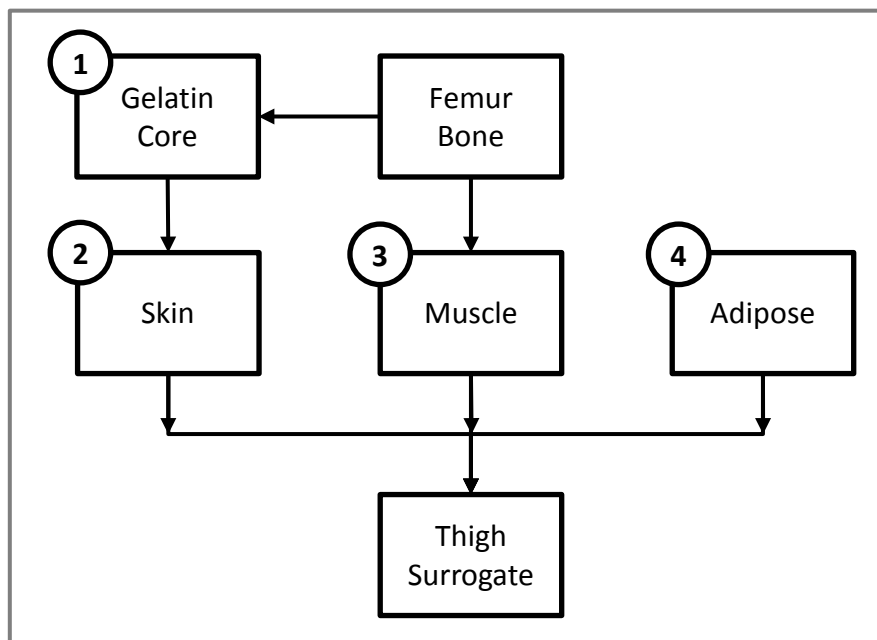 1
Gelatin
Core
Femur
Bone
2
Skin
3
Muscle
4
Adipose
Thigh
Surrogate